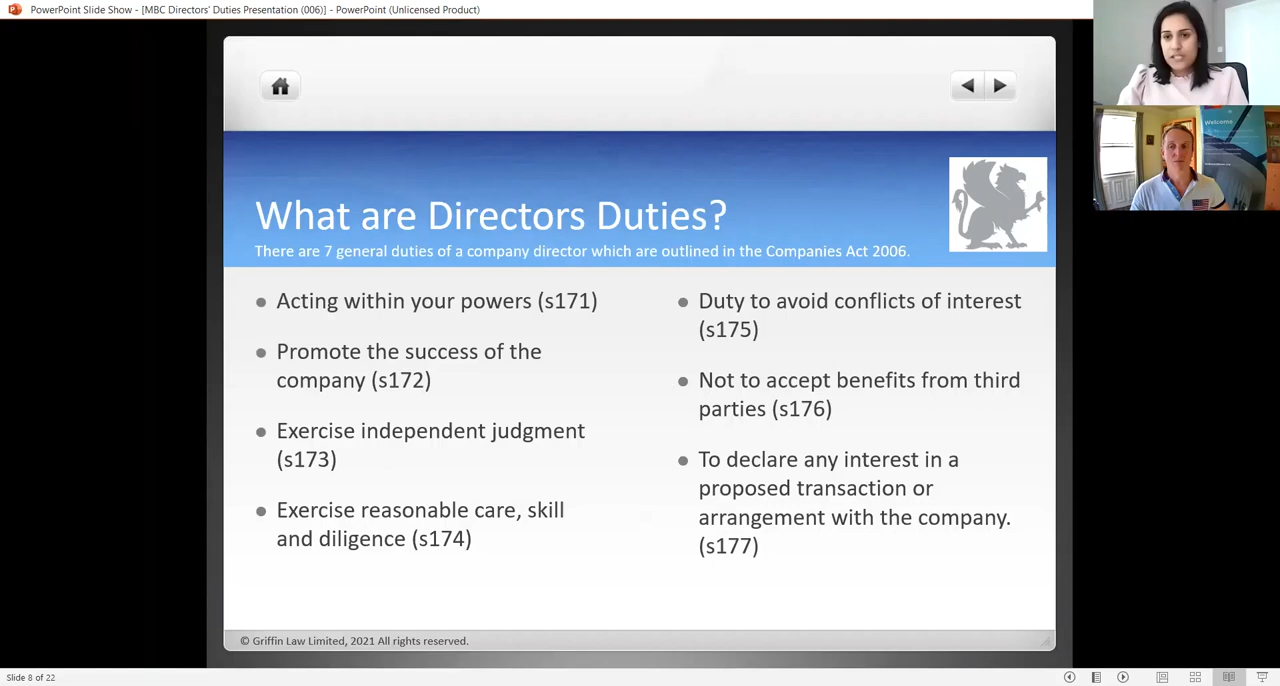 PowerPoint Slide Show - [MBC Directors' Duties Presentation (006)] - PowerPoint (Unlicensed Product)
What are Directors Duties?
There are 7 general duties of a company director which are outlined in the Companies Act 2006.
Acting within your powers (s171)
Promote the success of the
company (s172)
Exercise independent judgment
(s173)
Exercise reasonable care, skill
and diligence (s174)
Duty to avoid conflicts of interest
(s175)
Not to accept benefits from third
parties (s176)
To declare any interest in a
proposed transaction or
arrangement with the company.
(s177)
© Griffin Law Limited, 2021 All rights reserved.
Slide 8 of 22
Welcome